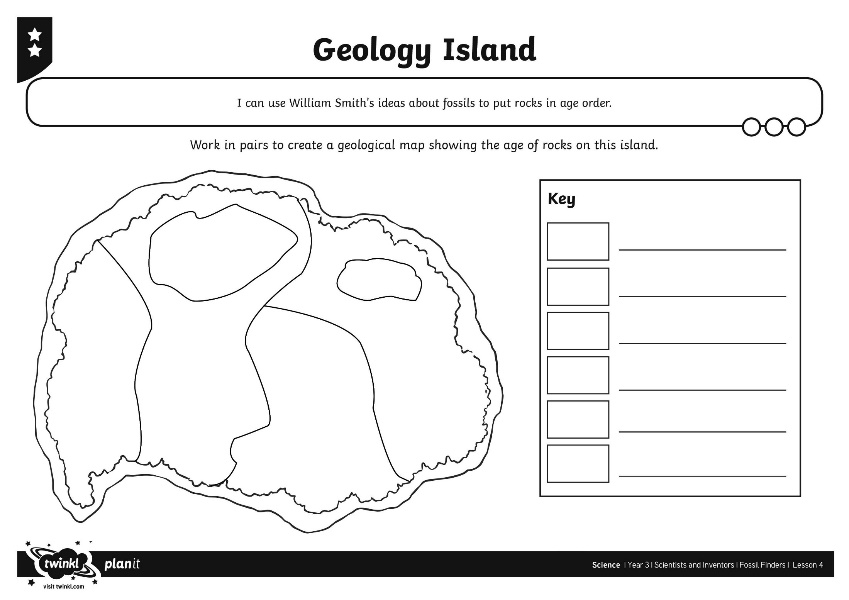 Geology Island
I can use William Smith's ideas about fossils to put rocks in age order.
Work in pairs to create a geological map showing the age of rocks on this island.
Key
twinkl planit
visit twinkl.com
Science | Year 3 | Scientists and Inventors | Fossil Finders | Lesson 4